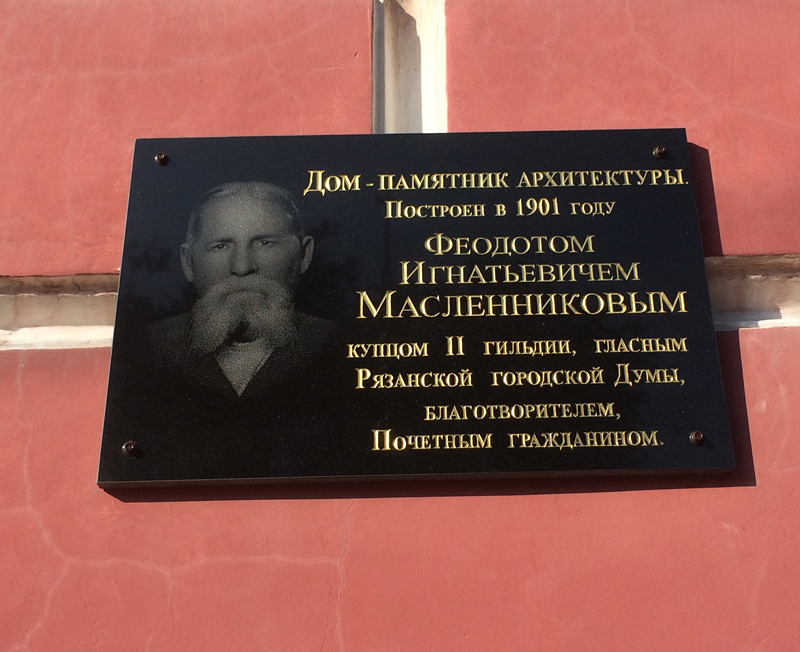 Дом - памятник архитектуры.
Построен в 1901 году
Феодотом
Игнатьевичем
Масленниковым
купцом II гильдии, гласным
Рязанской городской Думы,
благотворителем,
Почетным гражданином.